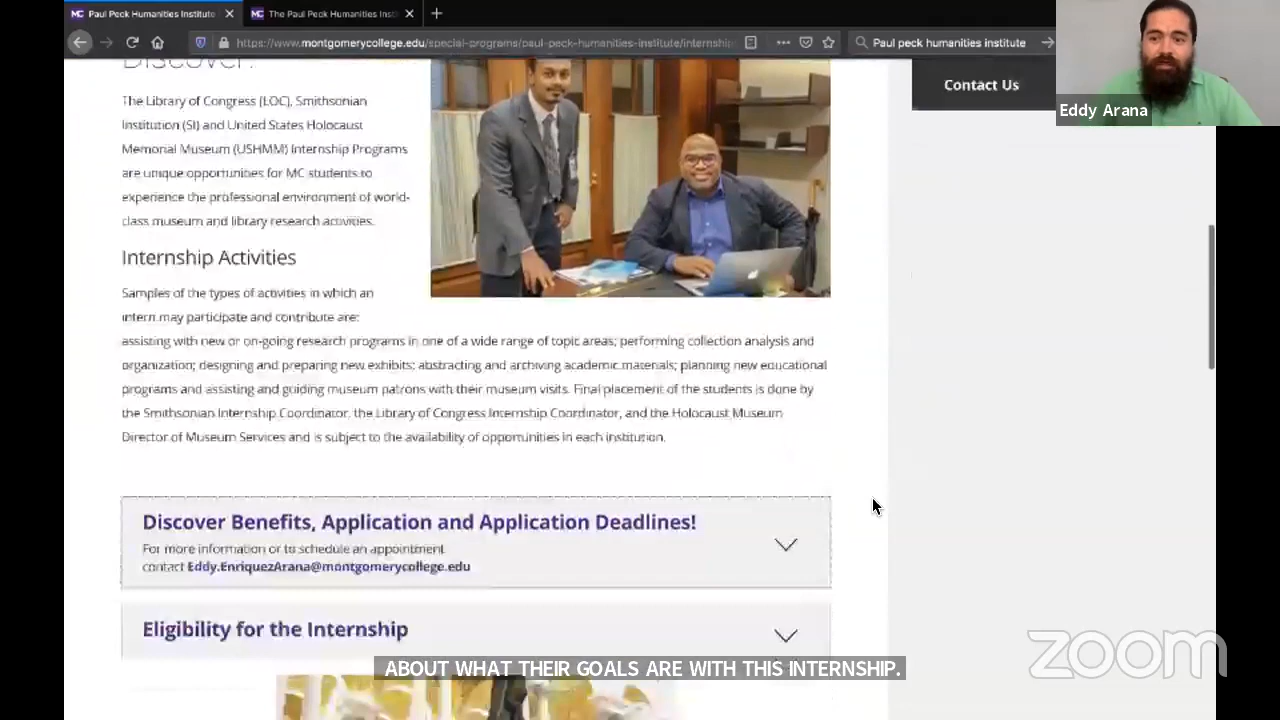 MC Paul Peck Humanities Institute
MC The Paul Peck Humanities Inst
https://www.montgomerycollege.edu/special-programs/paul-peck-humanities-institute/internship
Paul peck humanities institute
Eddy Arana
Contact Us
Discover!
The Library of Congress (LOC), Smithsonian
Institution (SI) and United States Holocaust
Memorial Museum (USHMM) Internship Programs
are unique opportunities for MC students to
experience the professional environment of world-
class museum and library research activities.
Internship Activities
Samples of the types of activities in which an
intern may participate and contribute are:
assisting with new or on-going research programs in one of a wide range of topic areas; performing collection analysis and
organization; designing and preparing new exhibits; abstracting and archiving academic materials; planning new educational
programs and assisting and guiding museum patrons with their museum visits. Final placement of the students is done by
the Smithsonian Internship Coordinator, the Library of Congress Internship Coordinator, and the Holocaust Museum
Director of Museum Services and is subject to the availability of opportunities in each institution.
Discover Benefits, Application and Application Deadlines!
For more information or to schedule an appointment
contact Eddy.EnriquezArana@montgomerycollege.edu
Eligibility for the Internship
ABOUT WHAT THEIR GOALS ARE WITH THIS INTERNSHIP.
zoom